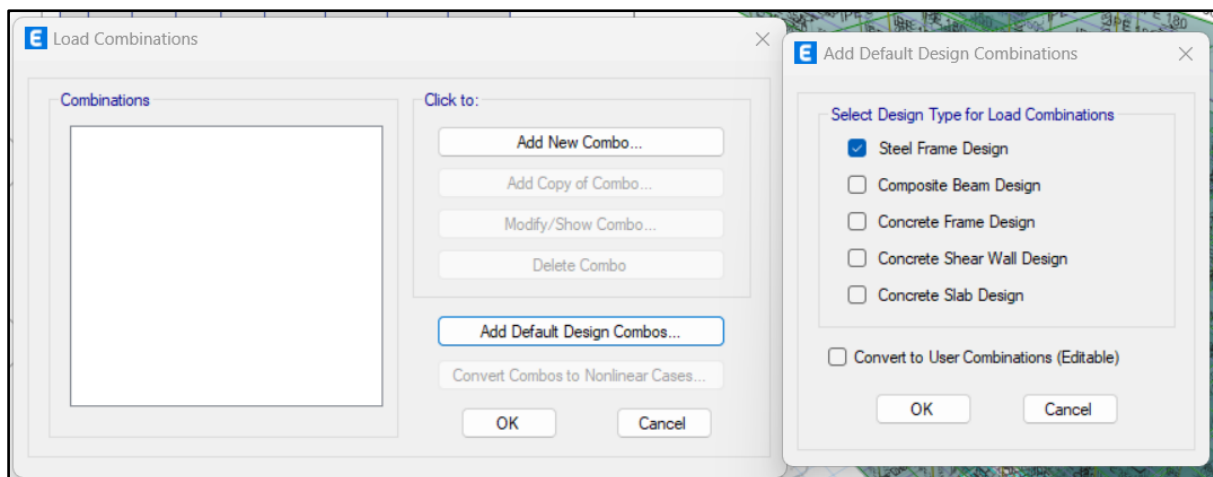 E Load Combinations
Combinations
Click to:
Add New Combo...
Add Copy of Combo...
Modify/Show Combo...
Delete Combo
Add Default Design Combos...
Convert Combos to Nonlinear Cases...
OK
Cancel
E Add Default Design Combinations
Select Design Type for Load Combinations
Steel Frame Design
Composite Beam Design
Concrete Frame Design
Concrete Shear Wall Design
Concrete Slab Design
Convert to User Combinations (Editable)
OK
Cancel